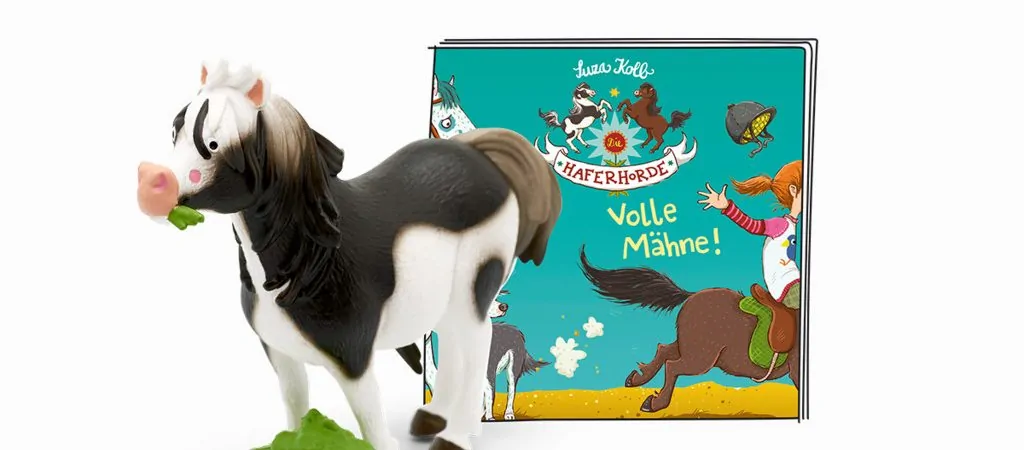 Suza Kolb
Die
HAFERHORDE
Volle
Mähne!